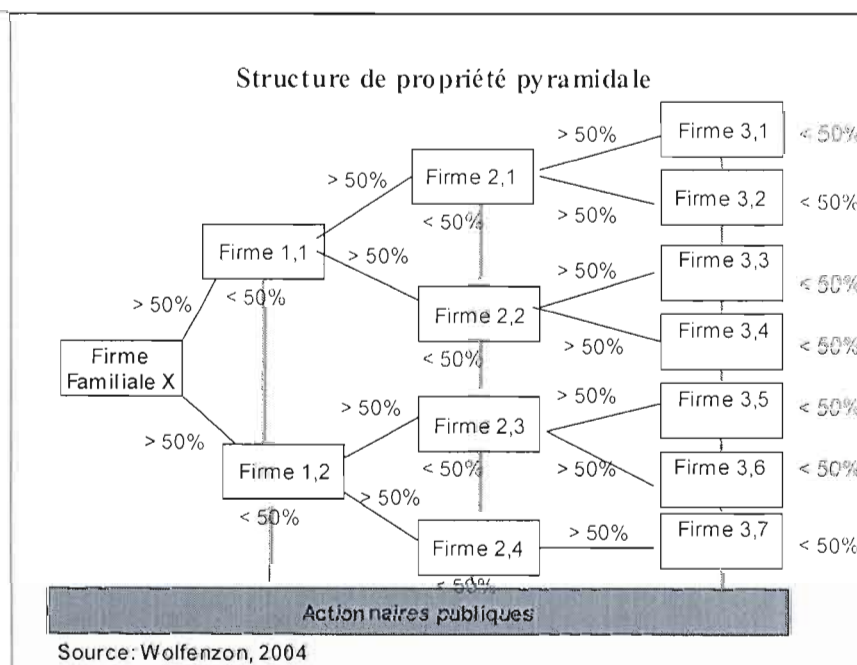 Structure de propriété pyramidale
> 50%
Firme 3,1
< 50%
> 50%
Firme 2,1
> 50%
Firme 3,2
< 50%
Firme 1,1
< 50%
> 50%
> 50%
Firme 3,3
< 50%
> 50%
< 50%
Firme 2,2
> 50%
Firme 3,4
< 50%
Firme
Familiale X
< 50%
> 50%
Firme 2,3
> 50%
Firme 3,5
< 50%
> 50%
Firme 1,2
< 50%
< 50%
> 50%
Firme 3,6
< 50%
> 50%
Firme 2,4
> 50%
Firme 3,7
< 50%
< 50%
Actionnaires publiques
Source: Wolfenzon, 2004